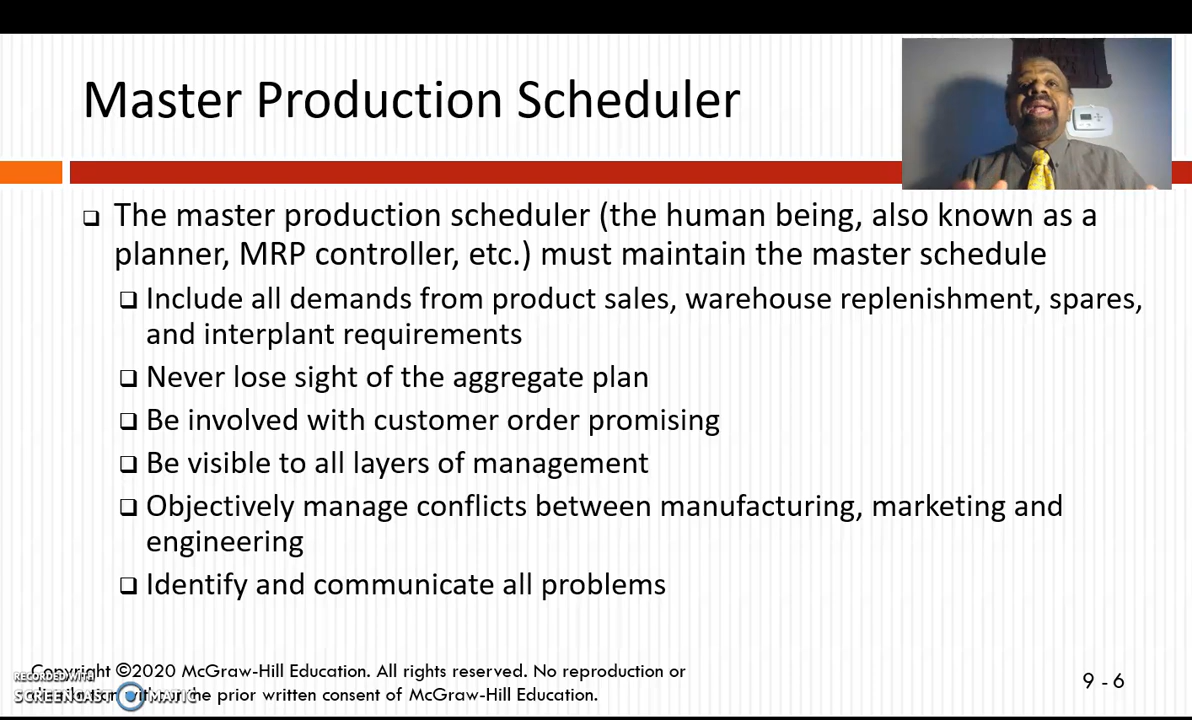 Master Production Scheduler
❑ The master production scheduler (the human being, also known as a
planner, MRP controller, etc.) must maintain the master schedule
❑ Include all demands from product sales, warehouse replenishment, spares,
and interplant requirements
❑ Never lose sight of the aggregate plan
❑ Be involved with customer order promising
❑ Be visible to all layers of management
❑ Objectively manage conflicts between manufacturing, marketing and
engineering
❑ Identify and communicate all problems
Copyright ©2020 McGraw-Hill Education. All rights reserved. No reproduction or
the prior written consent of McGraw-Hill Education.
9 - 6
RECORDED WITH
SCREENCAST MATIC